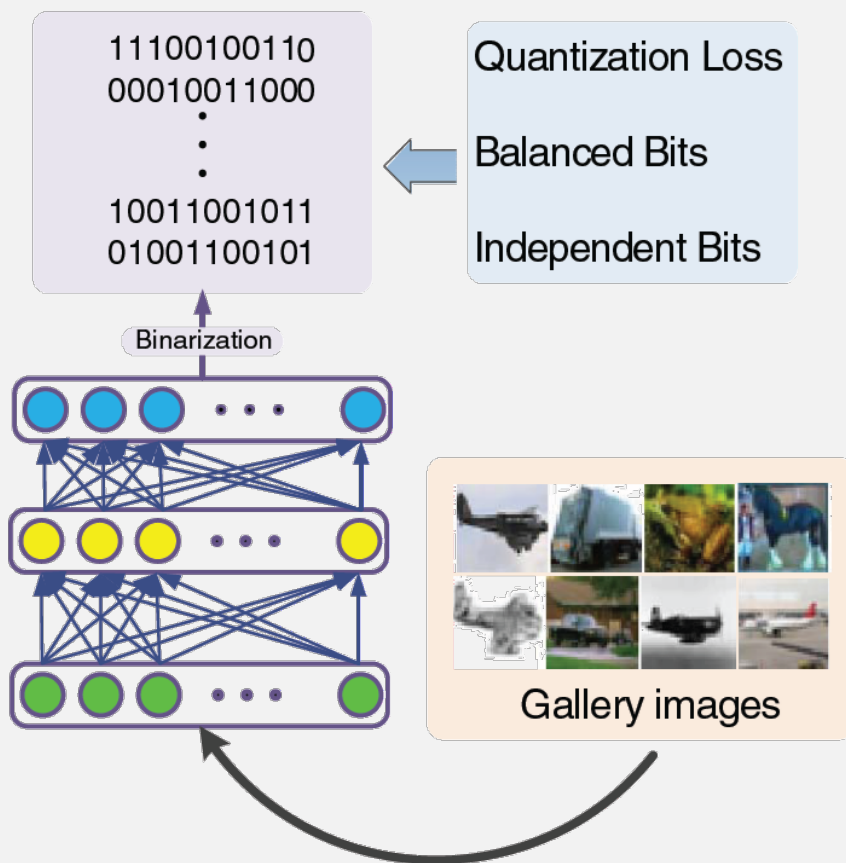 11100100110
00010011000
10011001011
01001100101
Quantization Loss
Balanced Bits
Independent Bits
Binarization
Gallery images